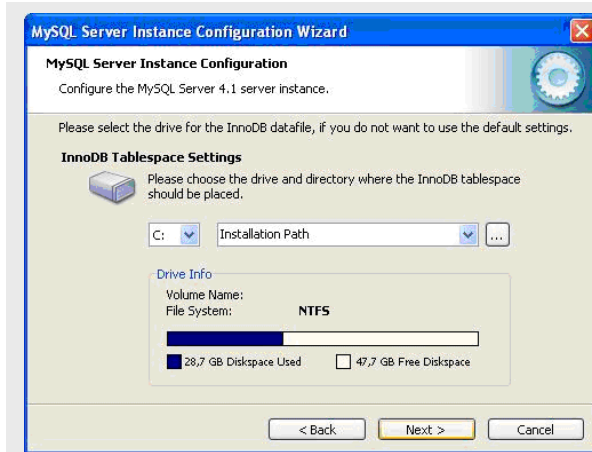 MySQL Server Instance Configuration Wizard
MySQL Server Instance Configuration
Configure the MySQL Server 4.1 server instance.
Please select the drive for the InnoDB datafile, if you do not want to use the default settings.
InnoDB Tablespace Settings
Please choose the drive and directory where the InnoDB tablespace
should be placed.
C: Installation Path ...
Drive Info
Volume Name:
File System: NTFS
28,7 GB Diskspace Used 47,7 GB Free Diskspace
< Back Next > Cancel